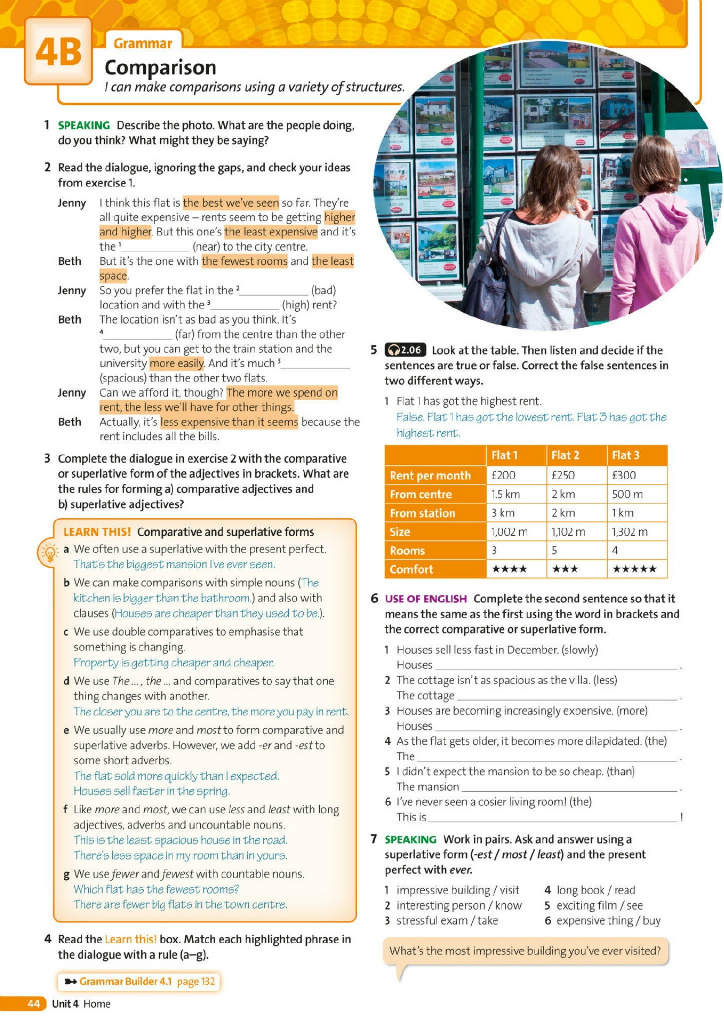 4B
Grammar
Comparison
I can make comparisons using a variety of structures.
1 SPEAKING Describe the photo. What are the people doing,
do you think? What might they be saying?
2 Read the dialogue, ignoring the gaps, and check your ideas
from exercise 1.
Jenny I think this flat is the best we've seen so far. They're
all quite expensive – rents seem to be getting higher
and higher. But this one's the least expensive and it's
the 1__________ (near) to the city centre.
Beth But it's the one with the fewest rooms and the least
space.
Jenny So you prefer the flat in the 2__________ (bad)
location and with the 3__________ (high) rent?
Beth The location isn't as bad as you think. It's
4__________ (far) from the centre than the other
two, but you can get to the train station and the
university more easily. And it's much 5__________
(spacious) than the other two flats.
Jenny Can we afford it, though? The more we spend on
rent, the less we'll have for other things.
Beth Actually, it's less expensive than it seems because the
rent includes all the bills.
3 Complete the dialogue in exercise 2 with the comparative
or superlative form of the adjectives in brackets. What are
the rules for forming a) comparative adjectives and
b) superlative adjectives?
LEARN THIS! Comparative and superlative forms
a We often use a superlative with the present perfect.
That's the biggest mansion I've ever seen.
b We can make comparisons with simple nouns (The
kitchen is bigger than the bathroom.) and also with
clauses (Houses are cheaper than they used to be.).
c We use double comparatives to emphasise that
something is changing.
Property is getting cheaper and cheaper.
d We use The ... , the ... and comparatives to say that one
thing changes with another.
The closer you are to the centre, the more you pay in rent.
e We usually use more and most to form comparative and
superlative adverbs. However, we add -er and -est to
some short adverbs.
The flat sold more quickly than I expected.
Houses sell faster in the spring.
f Like more and most, we can use less and least with long
adjectives, adverbs and uncountable nouns.
This is the least spacious house in the road.
There's less space in my room than in yours.
g We use fewer and fewest with countable nouns.
Which flat has the fewest rooms?
There are fewer big flats in the town centre.
4 Read the Learn this! box. Match each highlighted phrase in
the dialogue with a rule (a–g).
Grammar Builder 4.1 page 132
5 2.06 Look at the table. Then listen and decide if the
sentences are true or false. Correct the false sentences in
two different ways.
1 Flat 1 has got the highest rent.
False. Flat 1 has got the lowest rent. Flat 3 has got the
highest rent.
Flat 1 Flat 2 Flat 3
Rent per month £200 £250 £300
From centre 1.5 km 2 km 500 m
From station 3 km 2 km 1 km
Size 1,002 m 1,102 m 1,302 m
Rooms 3 5 4
Comfort ★★★★ ★★★ ★★★★★
6 USE OF ENGLISH Complete the second sentence so that it
means the same as the first using the word in brackets and
the correct comparative or superlative form.
1 Houses sell less fast in December. (slowly)
Houses __________ .
2 The cottage isn't as spacious as the villa. (less)
The cottage __________ .
3 Houses are becoming increasingly expensive. (more)
Houses __________ .
4 As the flat gets older, it becomes more dilapidated. (the)
The __________ .
5 I didn't expect the mansion to be so cheap. (than)
The mansion __________ .
6 I've never seen a cosier living room! (the)
This is __________ !
7 SPEAKING Work in pairs. Ask and answer using a
superlative form (-est / most / least) and the present
perfect with ever.
1 impressive building / visit
2 interesting person / know
3 stressful exam / take
4 long book / read
5 exciting film / see
6 expensive thing / buy
What's the most impressive building you've ever visited?
44 Unit 4 Home